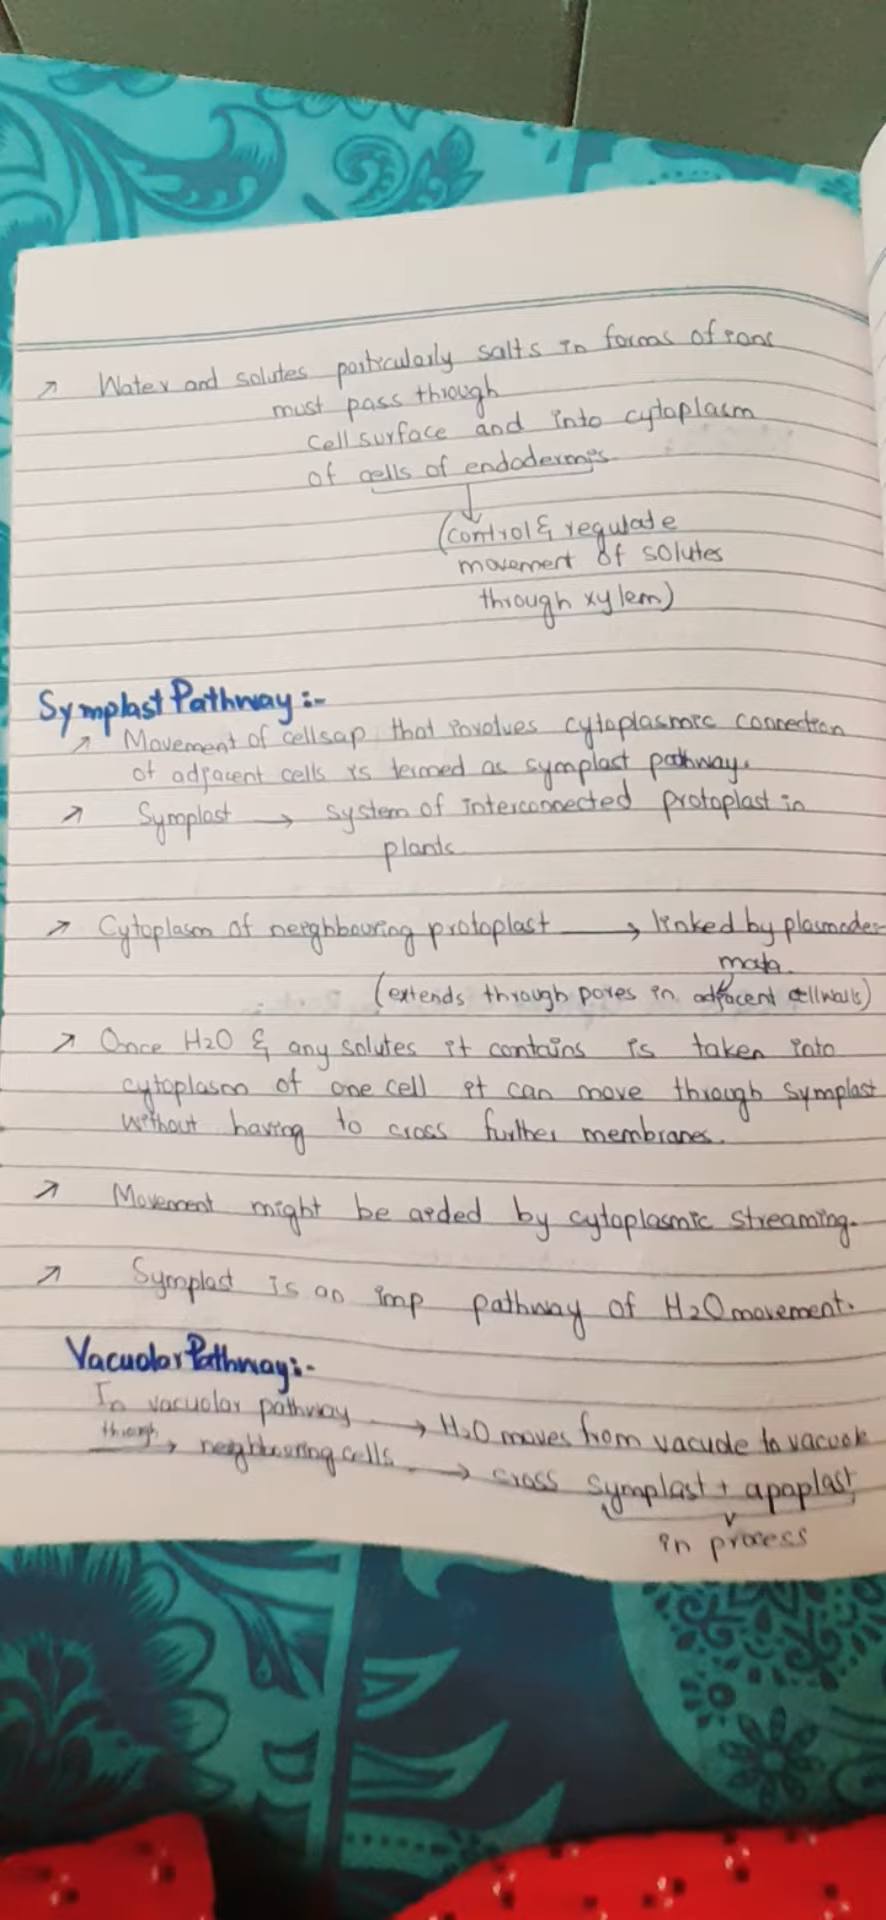 ↗ Water and solutes particularly salts in forms of ions
must pass through
cell surface and into cytoplasm
of cells of endodermis
↓
(control & regulate
movement of solutes
through xylem)
Symplast Pathway:-
↗ Movement of cellsap that involves cytoplasmic connection
of adjacent cells is termed as symplast pathway.
↗ Symplast → system of interconnected protoplast in
plants
↗ Cytoplasm of neighbouring protoplast → linked by plasmodes-
mata
(extends through pores in adjacent cellwalls)
↗ Once H2O & any solutes it contains is taken into
cytoplasm of one cell it can move through symplast
without having to cross further membranes.
↗ Movement might be aided by cytoplasmic streaming.
↗ Symplast is an imp pathway of H2O movement.
Vacuolar Pathway:-
In vacuolar pathway → H2O moves from vacuole to vacuole
through → neighbouring cells → cross symplast + apoplast
in process